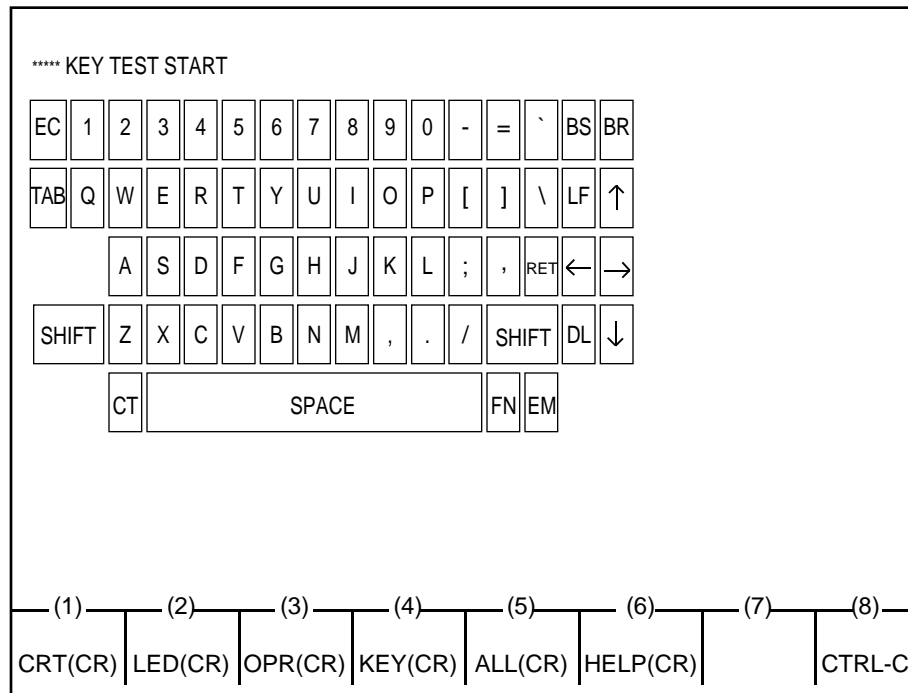 ***** KEY TEST START
EC 1 2 3 4 5 6 7 8 9 0 - = ` BS BR
TAB Q W E R T Y U I O P [ ] \ LF ↑
A S D F G H J K L ; , RET ← →
SHIFT Z X C V B N M , . / SHIFT DL ↓
CT SPACE FN EM
(1) (2) (3) (4) (5) (6) (7) (8)
CRT(CR) LED(CR) OPR(CR) KEY(CR) ALL(CR) HELP(CR) CTRL-C